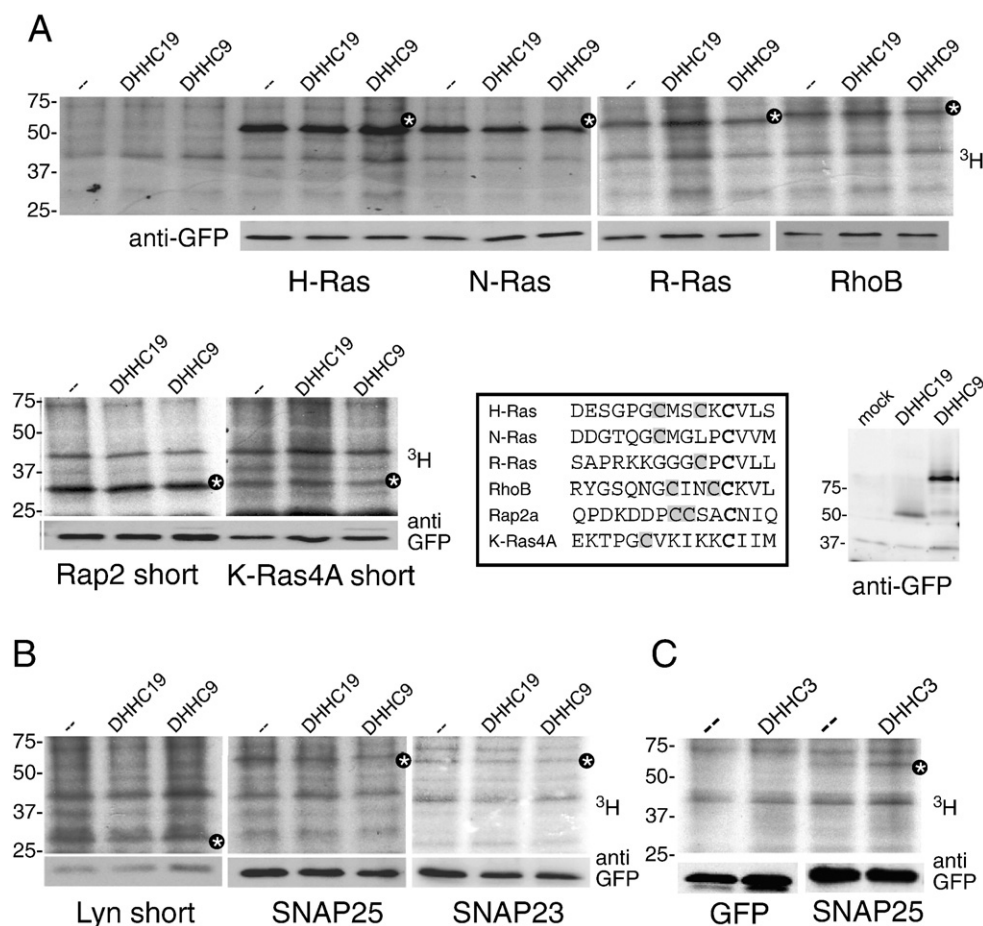 A
-- DHHC19 DHHC9 -- DHHC19 DHHC9 -- DHHC19 DHHC9 -- DHHC19 DHHC9 -- DHHC19 DHHC9
75-
50-
37-
25-
* * * *
3H
anti-GFP
H-Ras N-Ras R-Ras RhoB
-- DHHC19 DHHC9 -- DHHC19 DHHC9
75-
50-
37-
25-
* *
3H
anti
GFP
Rap2 short K-Ras4A short
H-Ras DESGPGCMSCKCVLS
N-Ras DDGTQGCMGLPCVVM
R-Ras SAPRKKGGGCPCVLL
RhoB RYGSQNGCINCCKVL
Rap2a QPDKDDPCCSACNIQ
K-Ras4A EKTPGCVKIKKCIIM
mock DHHC19 DHHC9
75-
50-
37-
anti-GFP
B
-- DHHC19 DHHC9 -- DHHC19 DHHC9 -- DHHC19 DHHC9
75-
50-
37-
25-
* * *
3H
anti
GFP
Lyn short SNAP25 SNAP23
C
-- DHHC3 -- DHHC3
75-
50-
37-
25-
*
3H
anti
GFP
GFP SNAP25